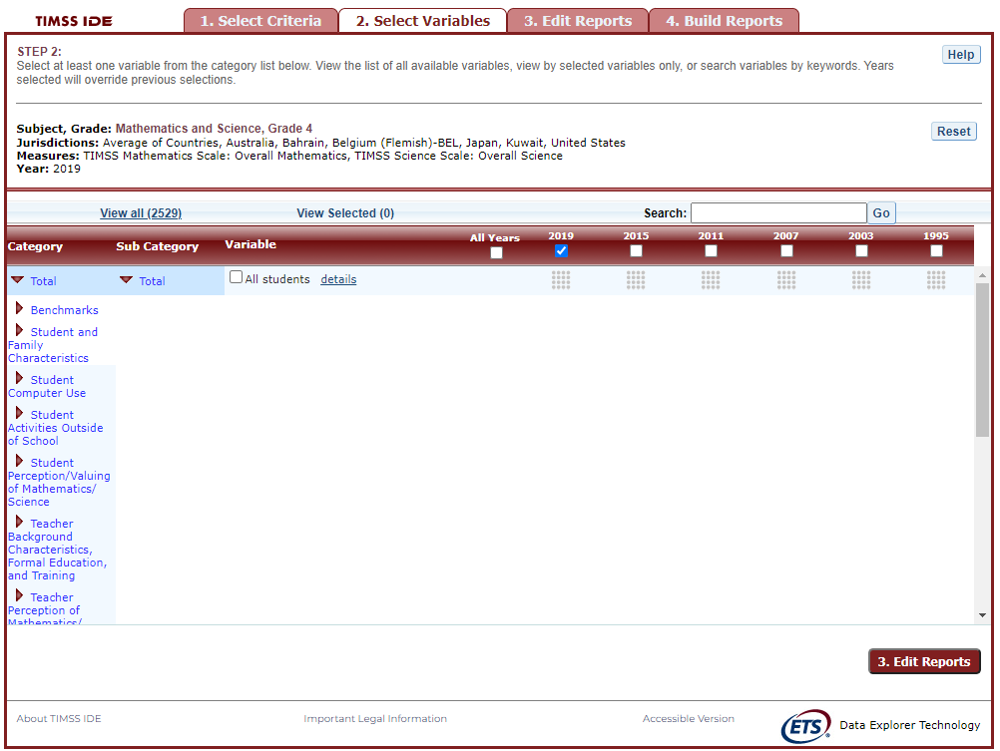 TIMSS IDE
1. Select Criteria
2. Select Variables
3. Edit Reports
4. Build Reports
STEP 2:
Help
Select at least one variable from the category list below. View the list of all available variables, view by selected variables only, or search variables by keywords. Years
selected will override previous selections.
Subject, Grade: Mathematics and Science, Grade 4
Reset
Jurisdictions: Average of Countries, Australia, Bahrain, Belgium (Flemish)-BEL, Japan, Kuwait, United States
Measures: TIMSS Mathematics Scale: Overall Mathematics, TIMSS Science Scale: Overall Science
Year: 2019
View all (2529)
View Selected (0)
Search:
Go
Category
Sub Category
Variable
All Years
2019
2015
2011
2007
2003
1995
Total
Total
All students
details
Benchmarks
Student and
Family
Characteristics
Student
Computer Use
Student
Activities Outside
of School
Student
Perception/Valuing
of Mathematics/
Science
Teacher
Background
Characteristics,
Formal Education,
and Training
Teacher
Perception of
Mathematics/
3. Edit Reports
About TIMSS IDE
Important Legal Information
Accessible Version
ETS
Data Explorer Technology